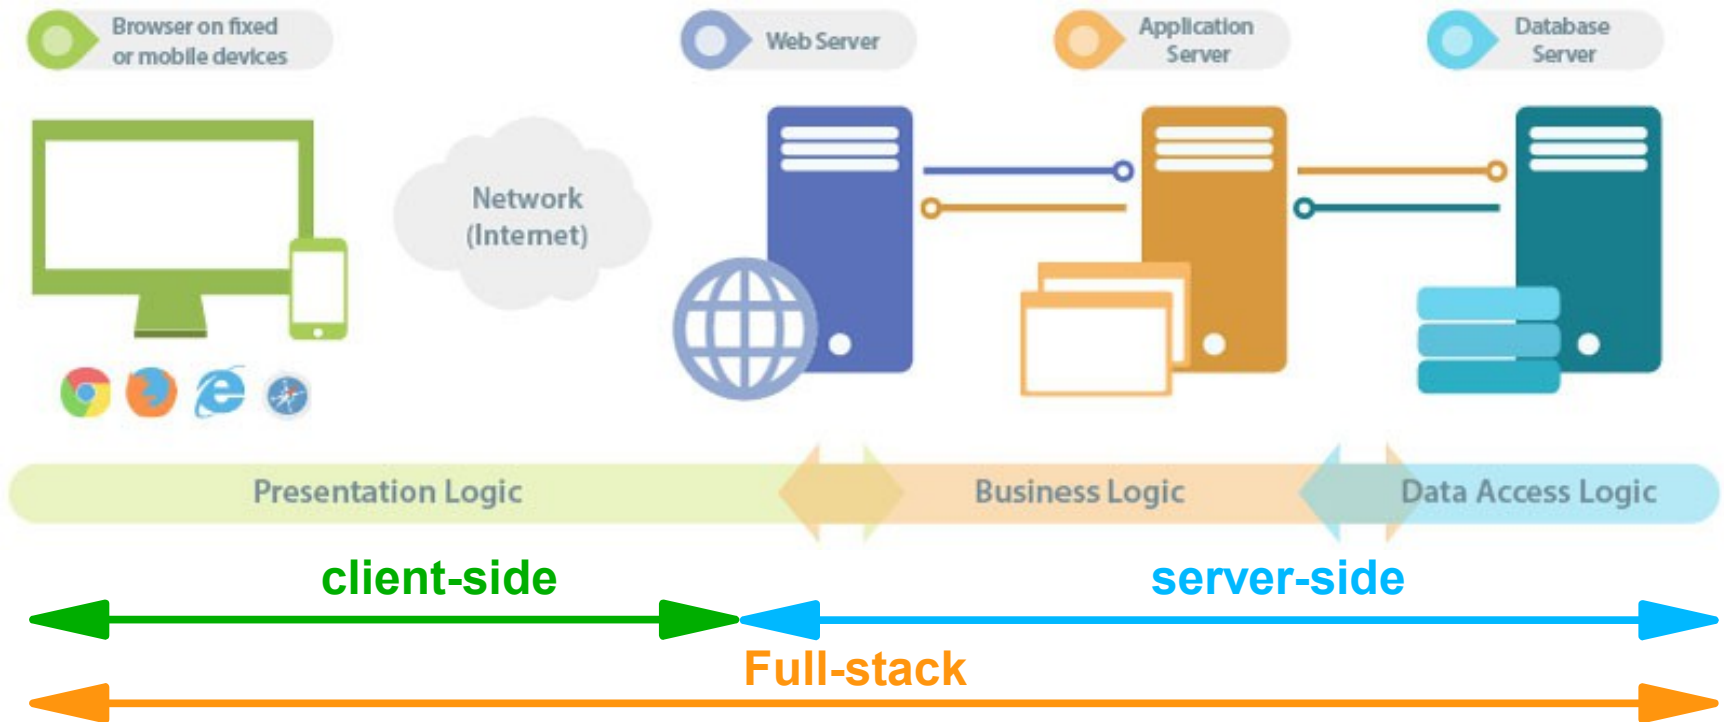 Browser on fixed
or mobile devices
Web Server
Application
Server
Database
Server
Network
(Internet)
Presentation Logic
Business Logic
Data Access Logic
client-side
server-side
Full-stack